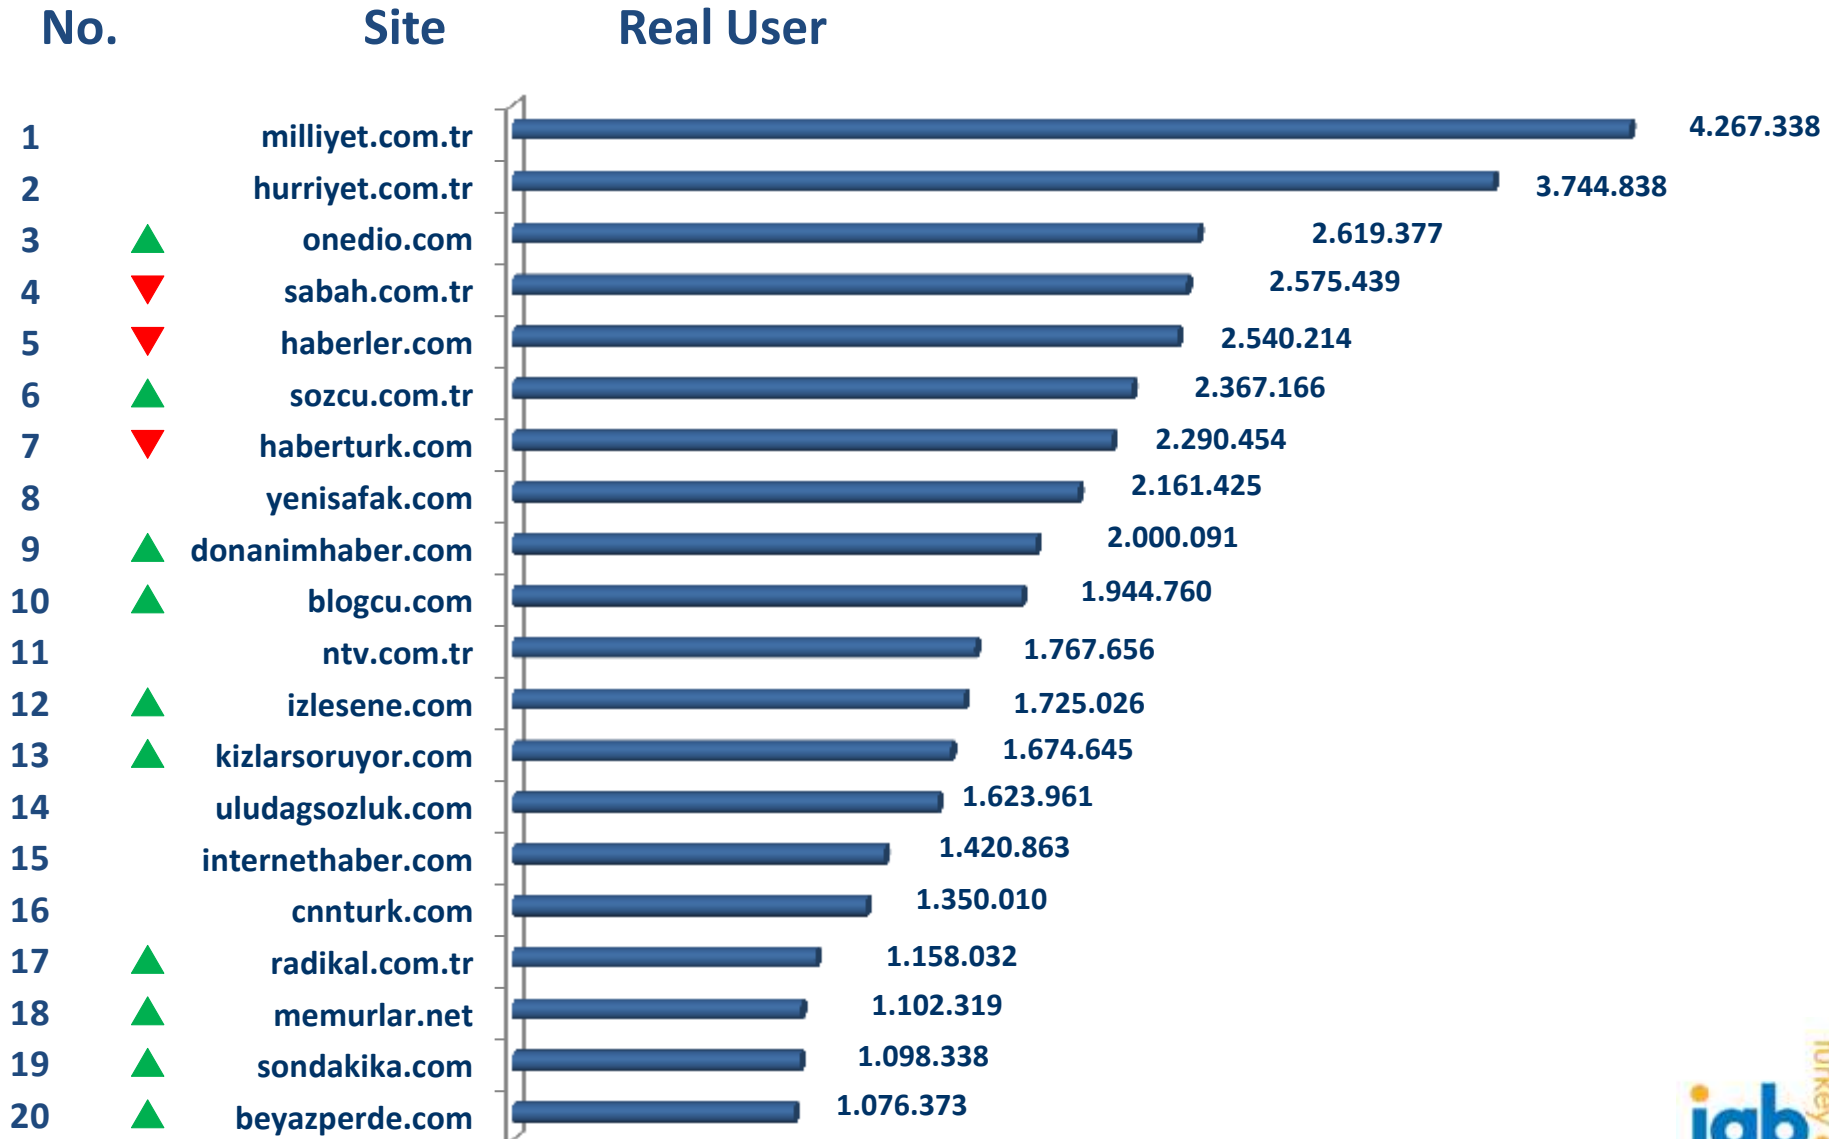 No. Site Real User
1 milliyet.com.tr 4.267.338
2 hurriyet.com.tr 3.744.838
3 onedio.com 2.619.377
4 sabah.com.tr 2.575.439
5 haberler.com 2.540.214
6 sozcu.com.tr 2.367.166
7 haberturk.com 2.290.454
8 yenisafak.com 2.161.425
9 donanimhaber.com 2.000.091
10 blogcu.com 1.944.760
11 ntv.com.tr 1.767.656
12 izlesene.com 1.725.026
13 kizlarsoruyor.com 1.674.645
14 uludagsozluk.com 1.623.961
15 internethaber.com 1.420.863
16 cnnturk.com 1.350.010
17 radikal.com.tr 1.158.032
18 memurlar.net 1.102.319
19 sondakika.com 1.098.338
20 beyazperde.com 1.076.373
iab
Turkey